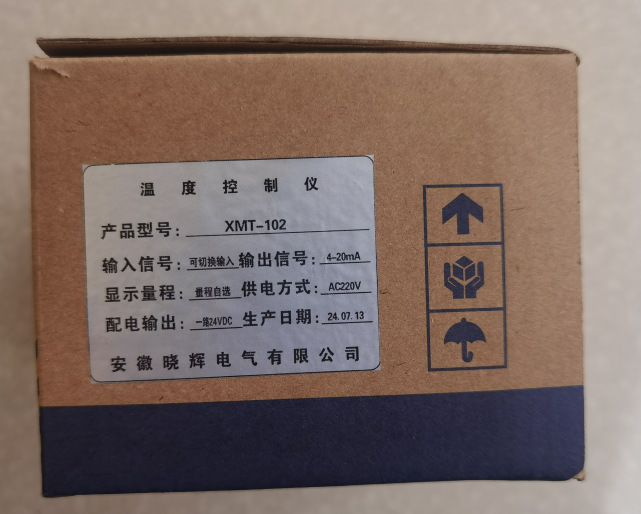 温度控制仪
产品型号: XMT-102
输入信号: 可切换输入 输出信号: 4-20mA
显示量程: 量程自选 供电方式: AC220V
配电输出: 一路24VDC 生产日期: 24.07.13
安徽晓辉电气有限公司